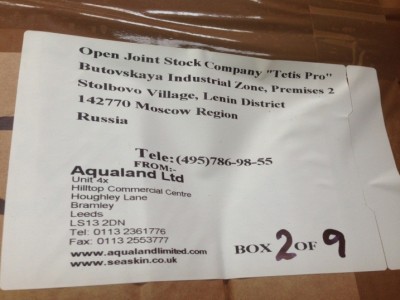 Open Joint Stock Company "Tetis Pro"
Butovskaya Industrial Zone, Premises 2
Stolbovo Village, Lenin District
142770 Moscow Region
Russia
Tele:(495)786-98-55
FROM:-
Aqualand Ltd
Unit 4x
Hilltop Commercial Centre
Houghley Lane
Bramley
Leeds
LS13 2DN
Tel: 0113 2361776
Fax: 0113 2553777
www.aqualandlimited.com
www.seaskin.co.uk
BOX 2 OF 9